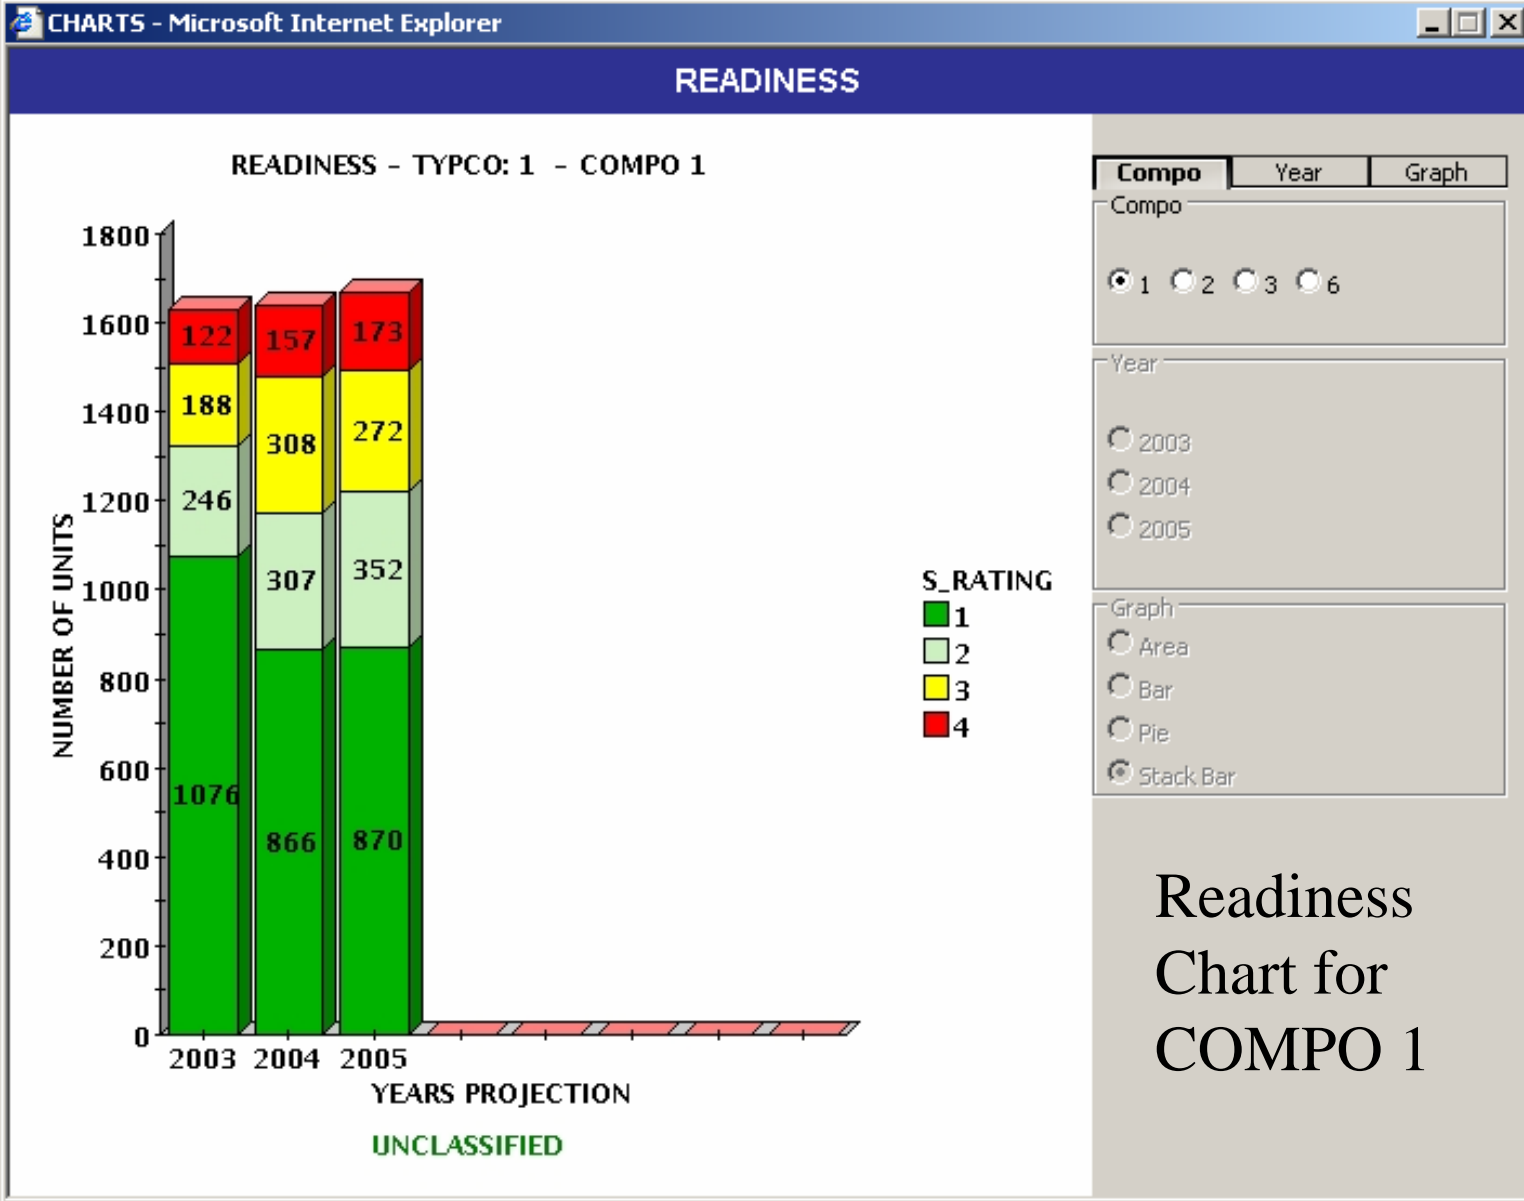 CHARTS - Microsoft Internet Explorer
READINESS
READINESS - TYPCO: 1 - COMPO 1
NUMBER OF UNITS
1800
1600
1400
1200
1000
800
600
400
200
0
122
188
246
1076
157
308
307
866
173
272
352
870
2003 2004 2005
YEARS PROJECTION
UNCLASSIFIED
S_RATING
1
2
3
4
Compo Year Graph
Compo
1 2 3 6
Year
2003
2004
2005
Graph
Area
Bar
Pie
Stack Bar
Readiness
Chart for
COMPO 1